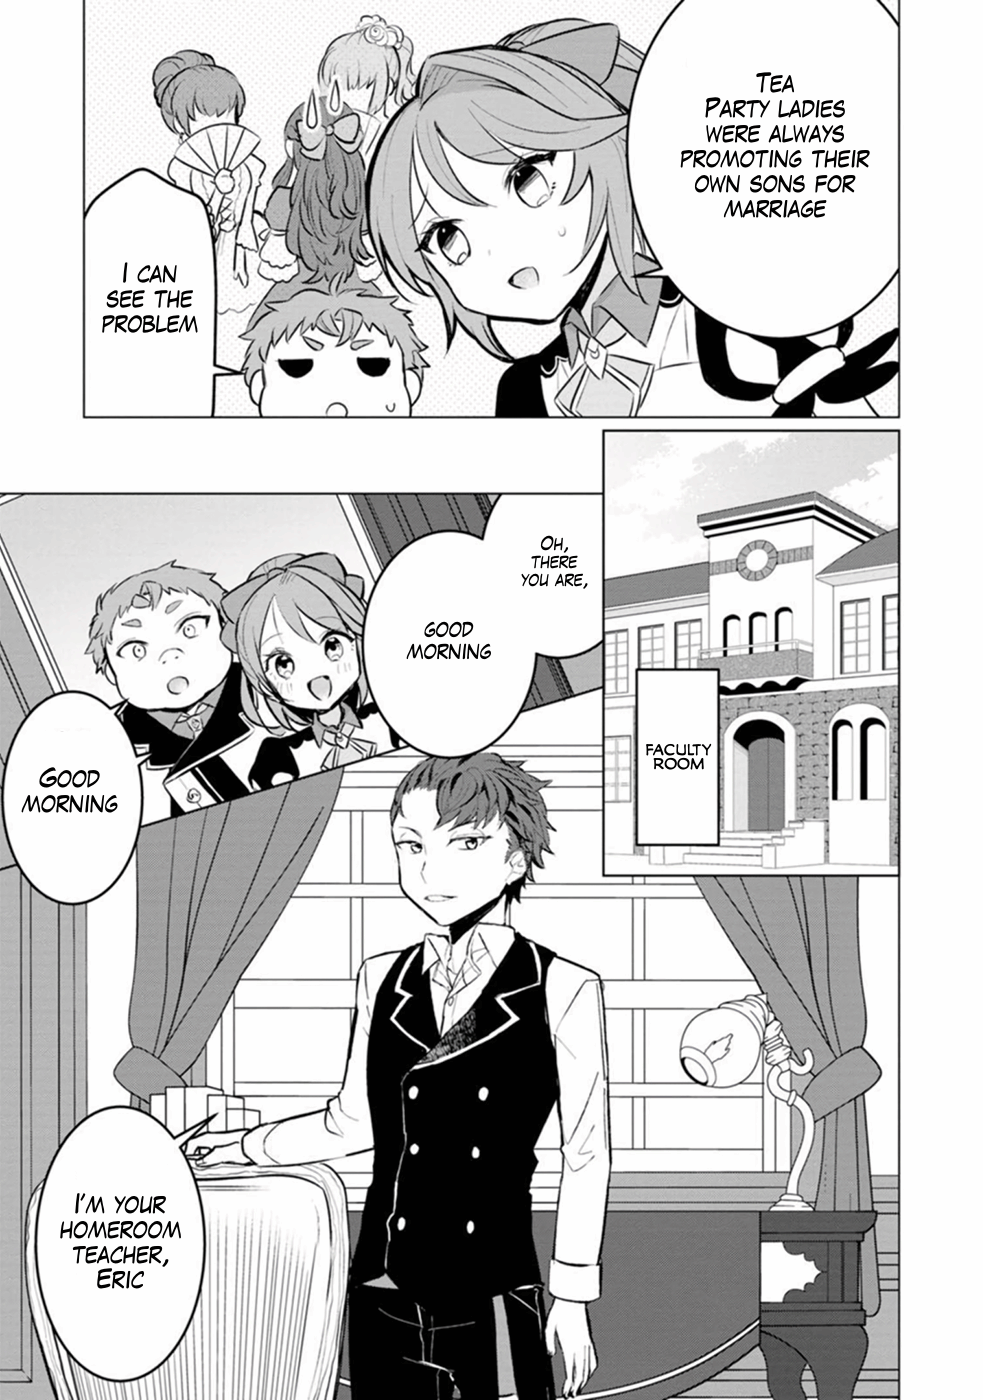 Tea
Party ladies
were always
promoting their
own sons for
marriage
I can
see the
problem
faculty
room
Oh,
there
you are,
good
morning
Good
morning
I'm your
homeroom
teacher,
Eric